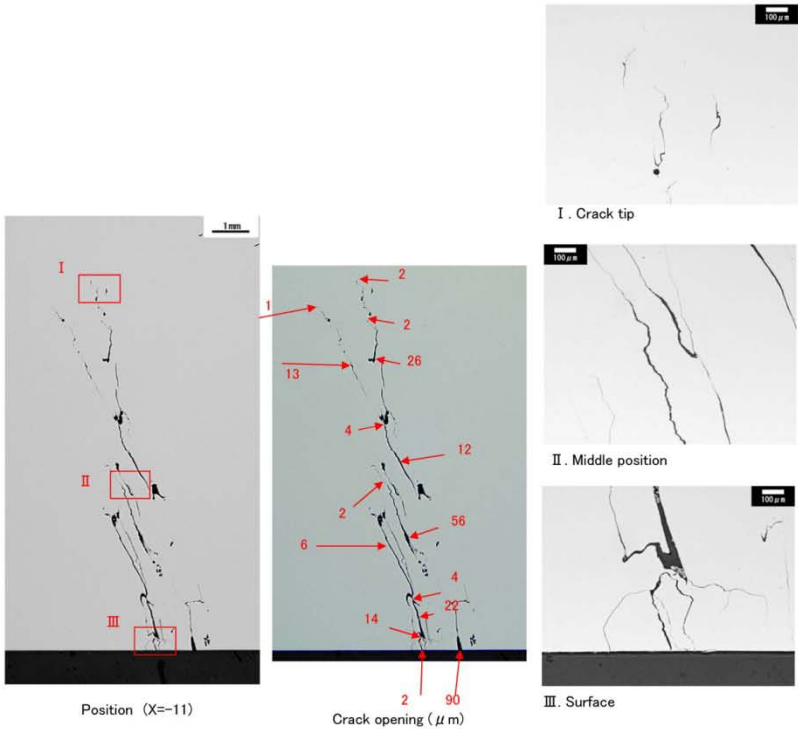 1mm
Ⅰ
Ⅱ
Ⅲ
Position (X=-11)
2
1
2
26
13
4
12
2
56
6
4
22
14
2
90
Crack opening (μm)
100μm
Ⅰ. Crack tip
100μm
Ⅱ. Middle position
100μm
Ⅲ. Surface